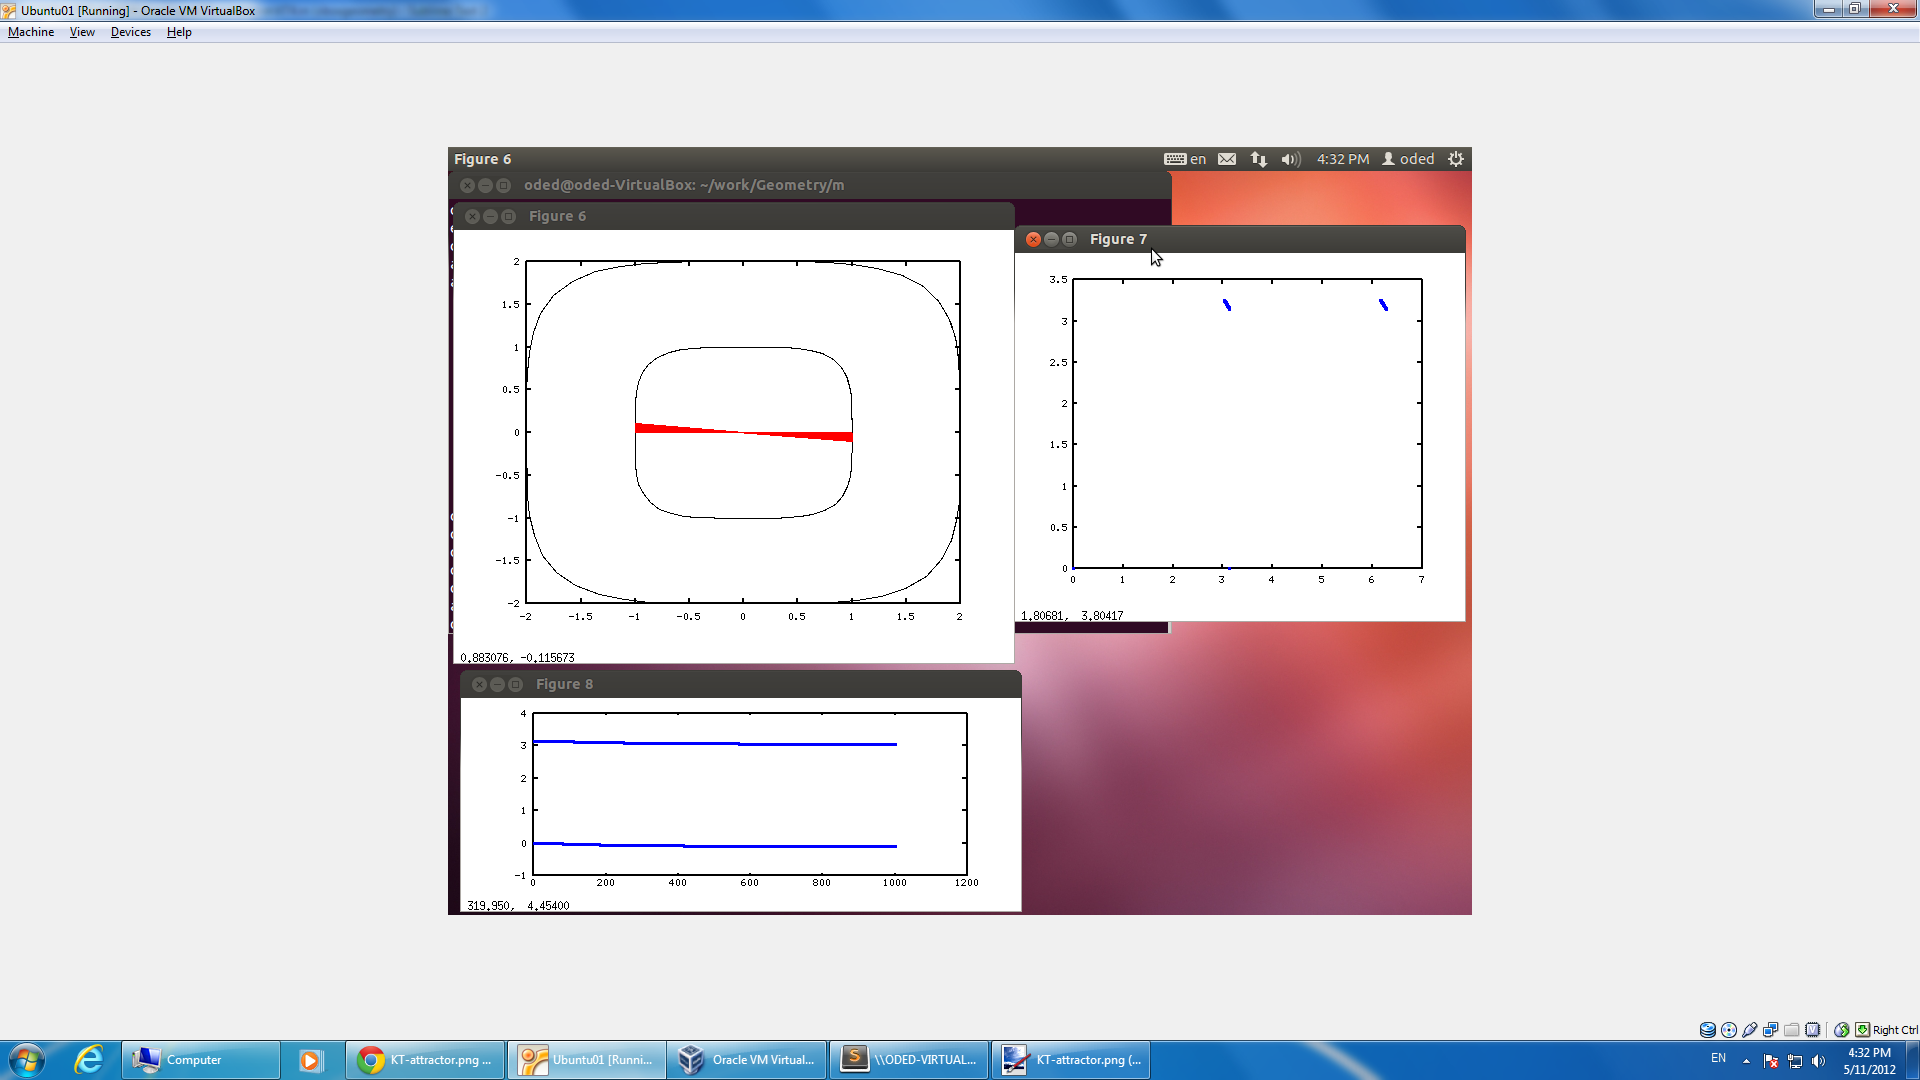 Ubuntu01 [Running] - Oracle VM VirtualBox
Machine View Devices Help
Figure 6
en 4:32 PM oded
oded@oded-VirtualBox: ~/work/Geometry/m
Figure 6
2
1.5
1
0.5
0
-0.5
-1
-1.5
-2
-2 -1.5 -1 -0.5 0 0.5 1 1.5 2
0.883076, -0.115673
Figure 7
3.5
3
2.5
2
1.5
1
0.5
0
0 1 2 3 4 5 6 7
1.80681, 3.80417
Figure 8
4
3
2
1
0
-1
0 200 400 600 800 1000 1200
319.950, 4.45400
Right Ctrl
Computer
KT-attractor.png ...
Ubuntu01 [Runni...
Oracle VM Virtual...
\\ODED-VIRTUAL...
KT-attractor.png (...
EN
4:32 PM
5/11/2012